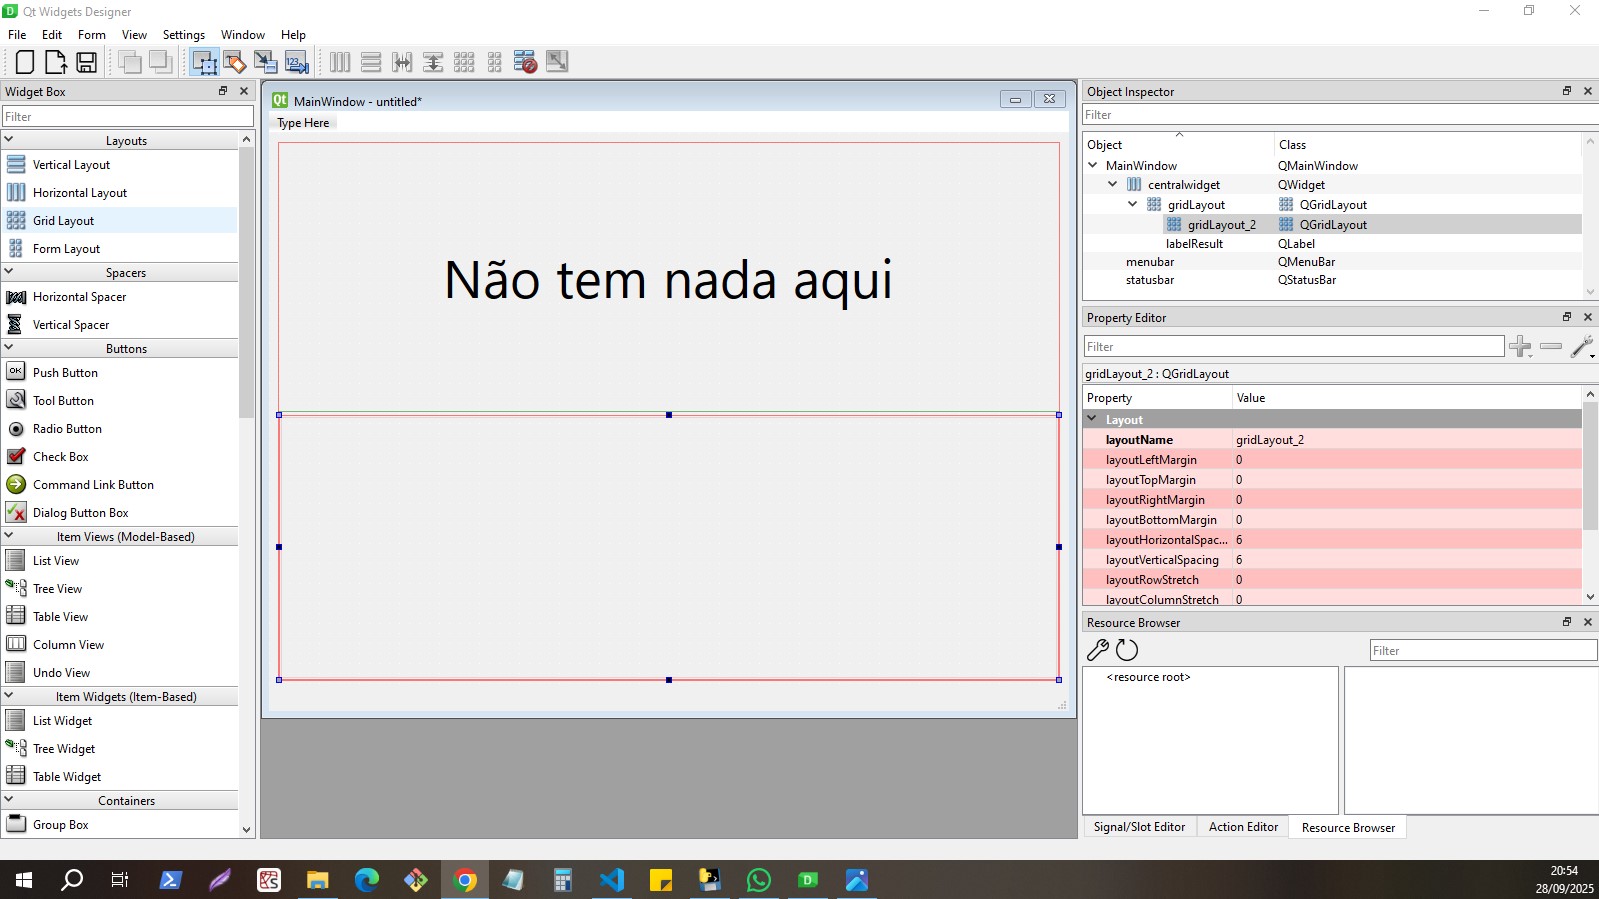 Qt Widgets Designer
File Edit Form View Settings Window Help
Widget Box
Filter
Layouts
Vertical Layout
Horizontal Layout
Grid Layout
Form Layout
Spacers
Horizontal Spacer
Vertical Spacer
Buttons
OK Push Button
Tool Button
Radio Button
Check Box
Command Link Button
Dialog Button Box
Item Views (Model-Based)
List View
Tree View
Table View
Column View
Undo View
Item Widgets (Item-Based)
List Widget
Tree Widget
Table Widget
Containers
Group Box
Qt MainWindow - untitled*
Type Here
Não tem nada aqui
Object Inspector
Filter
Object Class
MainWindow QMainWindow
centralwidget QWidget
gridLayout QGridLayout
gridLayout_2 QGridLayout
labelResult QLabel
menubar QMenuBar
statusbar QStatusBar
Property Editor
Filter
gridLayout_2 : QGridLayout
Property Value
Layout
layoutName gridLayout_2
layoutLeftMargin 0
layoutTopMargin 0
layoutRightMargin 0
layoutBottomMargin 0
layoutHorizontalSpac... 6
layoutVerticalSpacing 6
layoutRowStretch 0
layoutColumnStretch 0
Resource Browser
Filter
<resource root>
Signal/Slot Editor Action Editor Resource Browser
20:54
28/09/2025